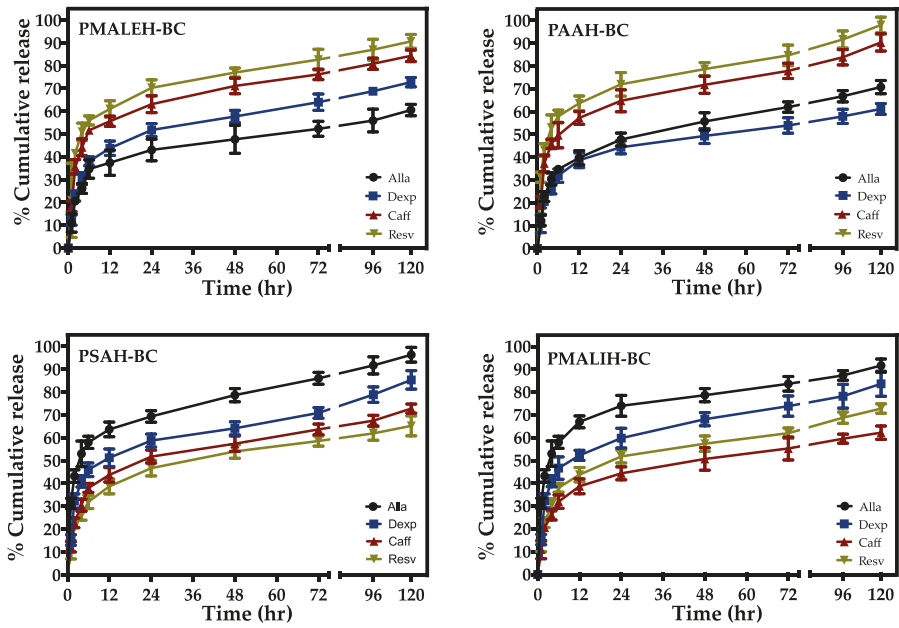 PMALEH-BC
% Cumulative release
100
90
80
70
60
50
40
30
20
10
0
Alla
Dexp
Caff
Resv
0 12 24 36 48 72 96 120
Time (hr)
PAAH-BC
% Cumulative release
100
90
80
70
60
50
40
30
20
10
0
Alla
Dexp
Caff
Resv
0 12 24 36 48 72 96 120
Time (hr)
PSAH-BC
% Cumulative release
100
90
80
70
60
50
40
30
20
10
0
Alla
Dexp
Caff
Resv
0 12 24 36 48 72 96 120
Time (hr)
PMALIH-BC
% Cumulative release
100
90
80
70
60
50
40
30
20
10
0
Alla
Dexp
Caff
Resv
0 12 24 36 48 72 96 120
Time (hr)